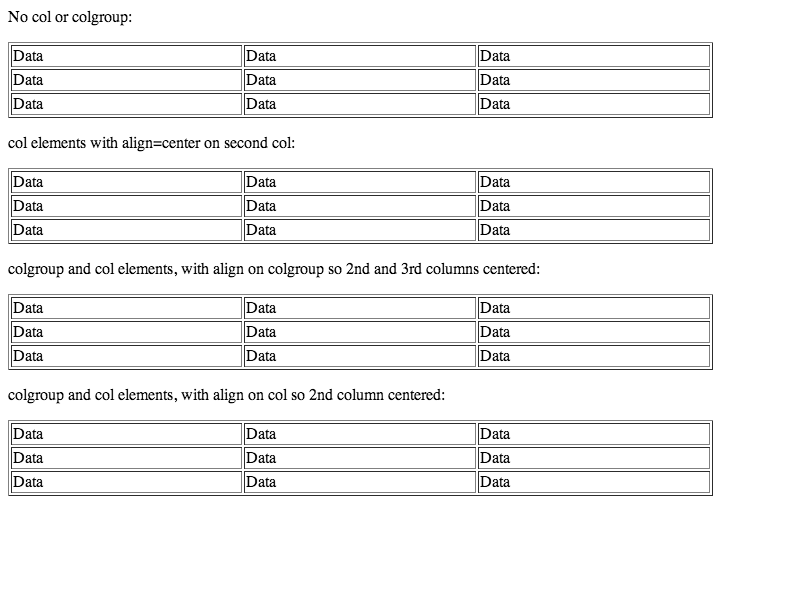 No col or colgroup:
Data Data Data
Data Data Data
Data Data Data
col elements with align=center on second col:
Data Data Data
Data Data Data
Data Data Data
colgroup and col elements, with align on colgroup so 2nd and 3rd columns centered:
Data Data Data
Data Data Data
Data Data Data
colgroup and col elements, with align on col so 2nd column centered:
Data Data Data
Data Data Data
Data Data Data